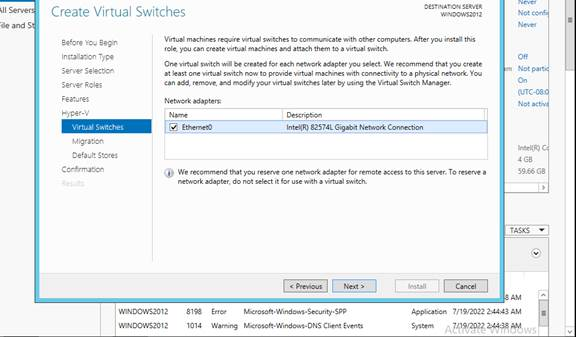 All Servers
File and St
Create Virtual Switches
DESTINATION SERVER
WINDOWS2012
Before You Begin
Installation Type
Server Selection
Server Roles
Features
Hyper-V
Virtual Switches
Migration
Default Stores
Confirmation
Results
Virtual machines require virtual switches to communicate with other computers. After you install this
role, you can create virtual machines and attach them to a virtual switch.
One virtual switch will be created for each network adapter you select. We recommend that you create
at least one virtual switch now to provide virtual machines with connectivity to a physical network. You
can add, remove, and modify your virtual switches later by using the Virtual Switch Manager.
Network adapters:
Name Description
Ethernet0 Intel(R) 82574L Gigabit Network Connection
We recommend that you reserve one network adapter for remote access to this server. To reserve a
network adapter, do not select it for use with a virtual switch.
< Previous Next > Install Cancel
Never
Not confi
Never
Off
Not partic
On
(UTC-08:0
Not activa
Intel(R) C
4 GB
59.66 GB
TASKS
AM
WINDOWS2012 8198 Error Microsoft-Windows-Security-SPP Application 7/19/2022 2:44:43 AM
WINDOWS2012 1014 Warning Microsoft-Windows-DNS Client Events System 7/19/2022 2:44:38 AM
Activate Windows